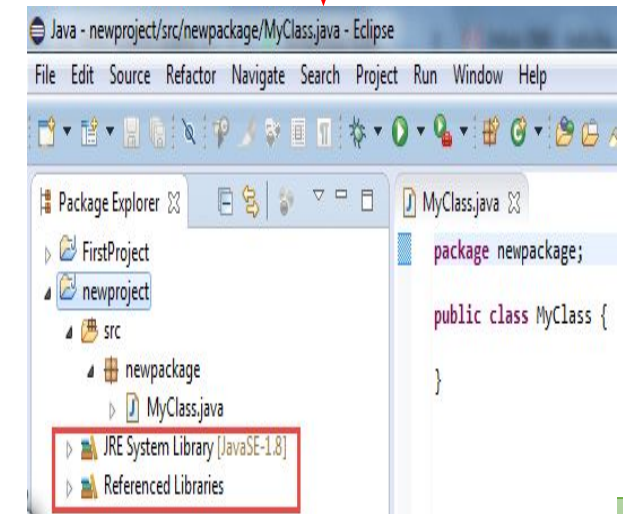 Java - newproject/src/newpackage/MyClass.java - Eclipse
File Edit Source Refactor Navigate Search Project Run Window Help
Package Explorer
MyClass.java
FirstProject
newproject
src
newpackage
MyClass.java
JRE System Library [JavaSE-1.8]
Referenced Libraries
package newpackage;
public class MyClass {
}